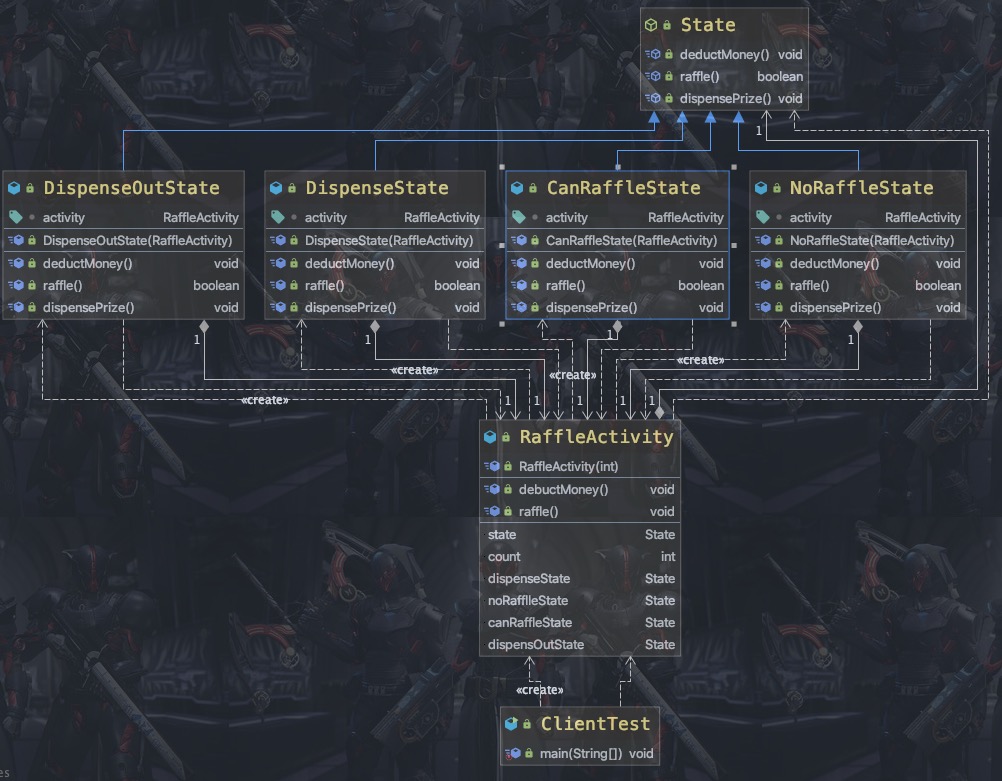 State
deductMoney() void
raffle() boolean
dispensePrize() void
1
DispenseOutState
activity RaffleActivity
DispenseOutState(RaffleActivity)
deductMoney() void
raffle() boolean
dispensePrize() void
DispenseState
activity RaffleActivity
DispenseState(RaffleActivity)
deductMoney() void
raffle() boolean
dispensePrize() void
CanRaffleState
activity RaffleActivity
CanRaffleState(RaffleActivity)
deductMoney() void
raffle() boolean
dispensePrize() void
NoRaffleState
activity RaffleActivity
NoRaffleState(RaffleActivity)
deductMoney() void
raffle() boolean
dispensePrize() void
1 1 1 1
«create»
«create» «create»
«create»
1 1 1 1
RaffleActivity
RaffleActivity(int)
debuctMoney() void
raffle() void
state State
count int
dispenseState State
noRafflleState State
canRaffleState State
dispensOutState State
«create»
ClientTest
main(String[]) void
es